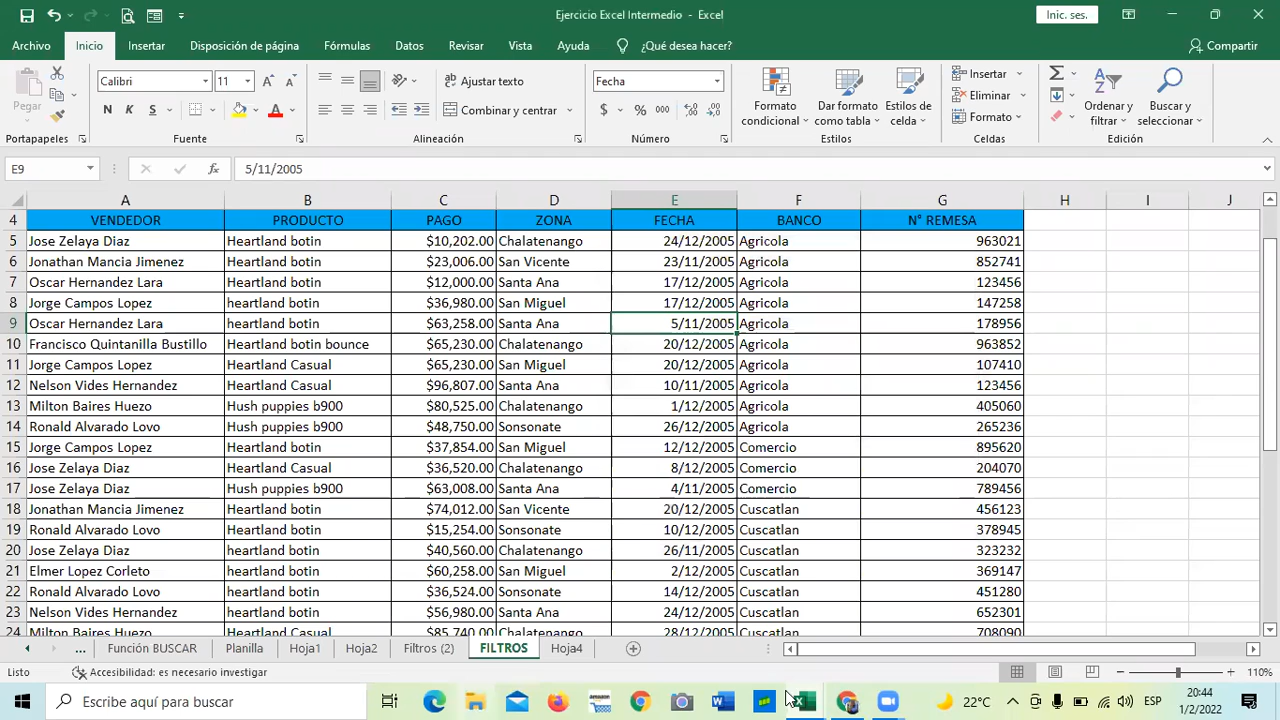 Ejercicio Excel Intermedio - Excel
Inic. ses.
Archivo Inicio Insertar Disposición de página Fórmulas Datos Revisar Vista Ayuda ¿Qué desea hacer? Compartir
Pegar
Calibri 11
N K S
Ajustar texto
Combinar y centrar
Fecha
$ % 000
Formato condicional
Dar formato como tabla
Estilos de celda
Insertar
Eliminar
Formato
Ordenar y filtrar
Buscar y seleccionar
Portapapeles Fuente Alineación Número Estilos Celdas Edición
E9 fx 5/11/2005
A B C D E F G H I J
4 VENDEDOR PRODUCTO PAGO ZONA FECHA BANCO N° REMESA
5 Jose Zelaya Diaz Heartland botin $10,202.00 Chalatenango 24/12/2005 Agricola 963021
6 Jonathan Mancia Jimenez Heartland botin $23,006.00 San Vicente 23/11/2005 Agricola 852741
7 Oscar Hernandez Lara Heartland botin $12,000.00 Santa Ana 17/12/2005 Agricola 123456
8 Jorge Campos Lopez heartland botin $36,980.00 San Miguel 17/12/2005 Agricola 147258
9 Oscar Hernandez Lara heartland botin $63,258.00 Santa Ana 5/11/2005 Agricola 178956
10 Francisco Quintanilla Bustillo Heartland botin bounce $65,230.00 Chalatenango 20/12/2005 Agricola 963852
11 Jorge Campos Lopez Heartland Casual $65,230.00 San Miguel 20/12/2005 Agricola 107410
12 Nelson Vides Hernandez Heartland Casual $96,807.00 Santa Ana 10/11/2005 Agricola 123456
13 Milton Baires Huezo Hush puppies b900 $80,525.00 Chalatenango 1/12/2005 Agricola 405060
14 Ronald Alvarado Lovo Hush puppies b900 $48,750.00 Sonsonate 26/12/2005 Agricola 265236
15 Jorge Campos Lopez Heartland botin $37,854.00 San Miguel 12/12/2005 Comercio 895620
16 Jose Zelaya Diaz Heartland Casual $36,520.00 Chalatenango 8/12/2005 Comercio 204070
17 Jose Zelaya Diaz Hush puppies b900 $63,008.00 Santa Ana 4/11/2005 Comercio 789456
18 Jonathan Mancia Jimenez Heartland botin $74,012.00 San Vicente 20/12/2005 Cuscatlan 456123
19 Ronald Alvarado Lovo Heartland botin $15,254.00 Sonsonate 10/12/2005 Cuscatlan 378945
20 Jose Zelaya Diaz heartland botin $40,560.00 Chalatenango 26/11/2005 Cuscatlan 323232
21 Elmer Lopez Corleto heartland botin $60,258.00 San Miguel 2/12/2005 Cuscatlan 369147
22 Ronald Alvarado Lovo heartland botin $36,524.00 Sonsonate 14/12/2005 Cuscatlan 451280
23 Nelson Vides Hernandez heartland botin $56,980.00 Santa Ana 24/12/2005 Cuscatlan 652301
24 Milton Baires Huezo Heartland Casual $85,740.00 Chalatenango 28/12/2005 Cuscatlan 708090
... Función BUSCAR Planilla Hoja1 Hoja2 Filtros (2) FILTROS Hoja4
Listo Accesibilidad: es necesario investigar 110%
Escribe aquí para buscar 22°C ESP 20:44
1/2/2022